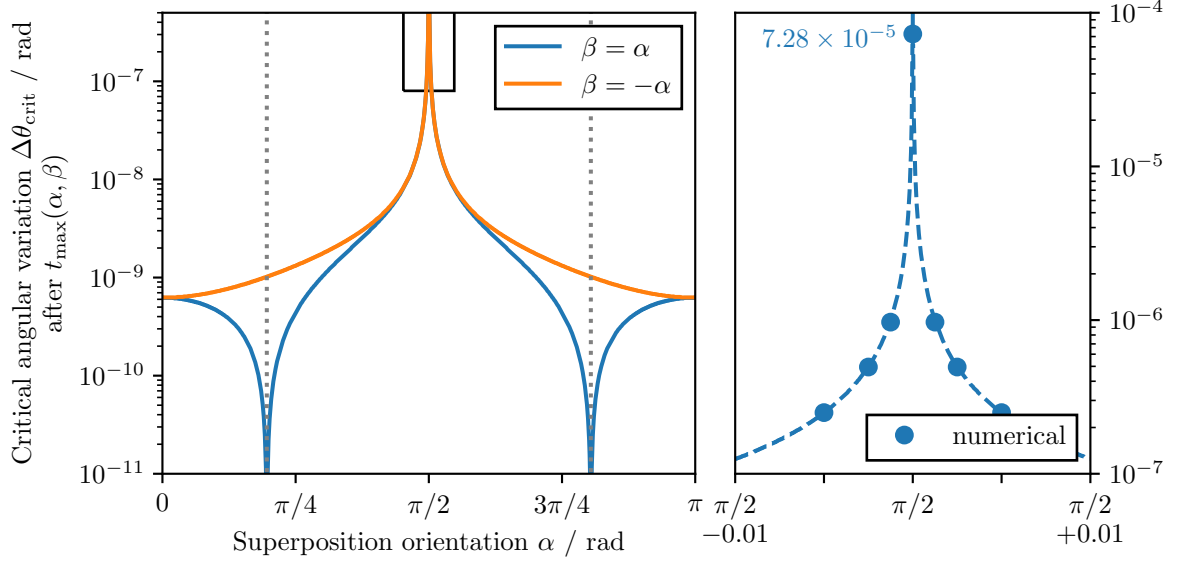 Critical angular variation Δθ_crit / rad
after t_max(α, β)
10⁻⁷
10⁻⁸
10⁻⁹
10⁻¹⁰
10⁻¹¹
β = α
β = −α
0
π/4
π/2
3π/4
π
Superposition orientation α / rad
7.28 × 10⁻⁵
numerical
10⁻⁴
10⁻⁵
10⁻⁶
10⁻⁷
π/2
−0.01
π/2
π/2
+0.01